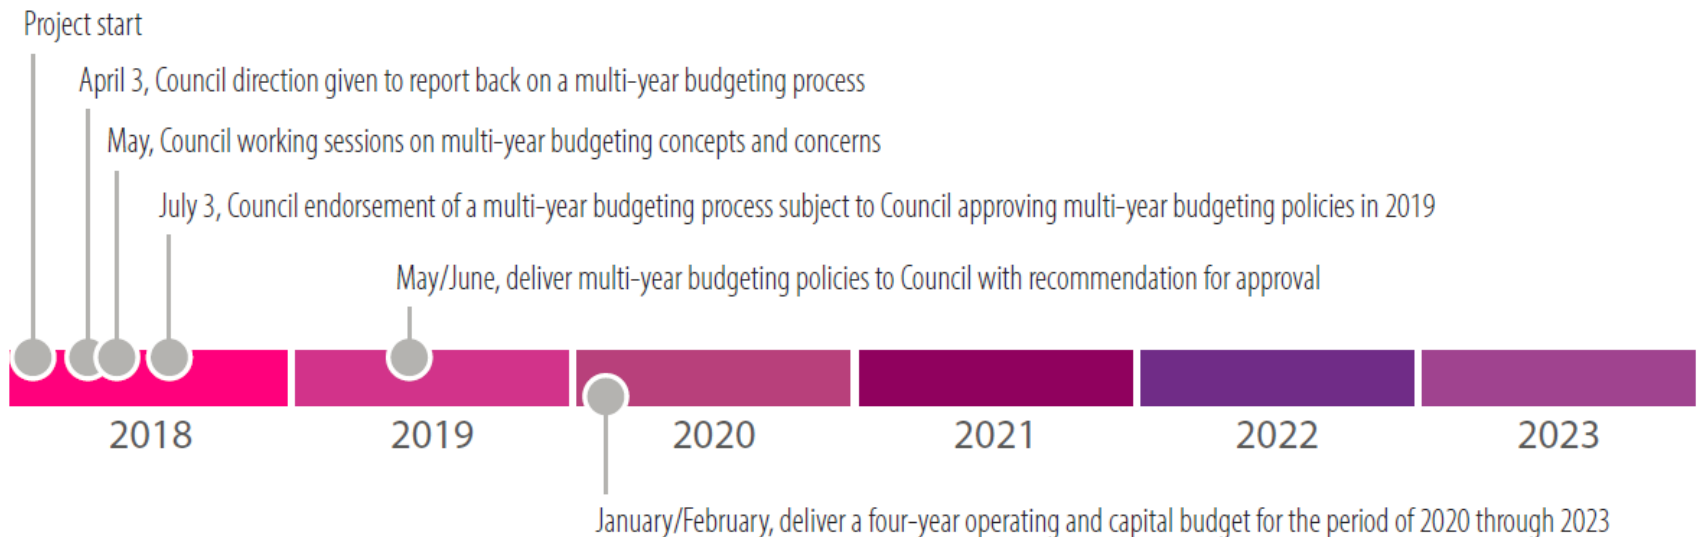 Project start
April 3, Council direction given to report back on a multi-year budgeting process
May, Council working sessions on multi-year budgeting concepts and concerns
July 3, Council endorsement of a multi-year budgeting process subject to Council approving multi-year budgeting policies in 2019
May/June, deliver multi-year budgeting policies to Council with recommendation for approval
2018 2019 2020 2021 2022 2023
January/February, deliver a four-year operating and capital budget for the period of 2020 through 2023